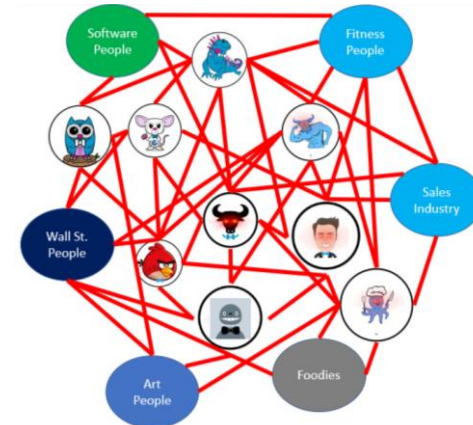 Software
People
Fitness
People
Sales
Industry
Wall St.
People
Art
People
Foodies